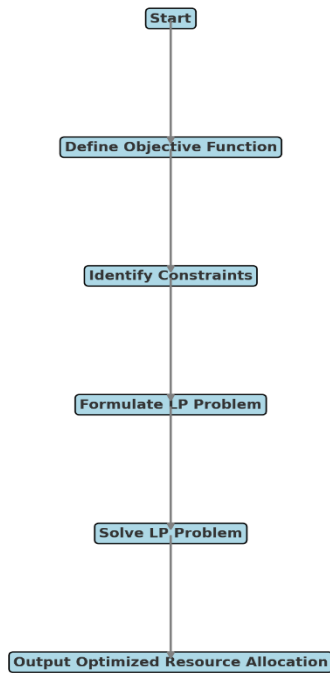 Start
Define Objective Function
Identify Constraints
Formulate LP Problem
Solve LP Problem
Output Optimized Resource Allocation